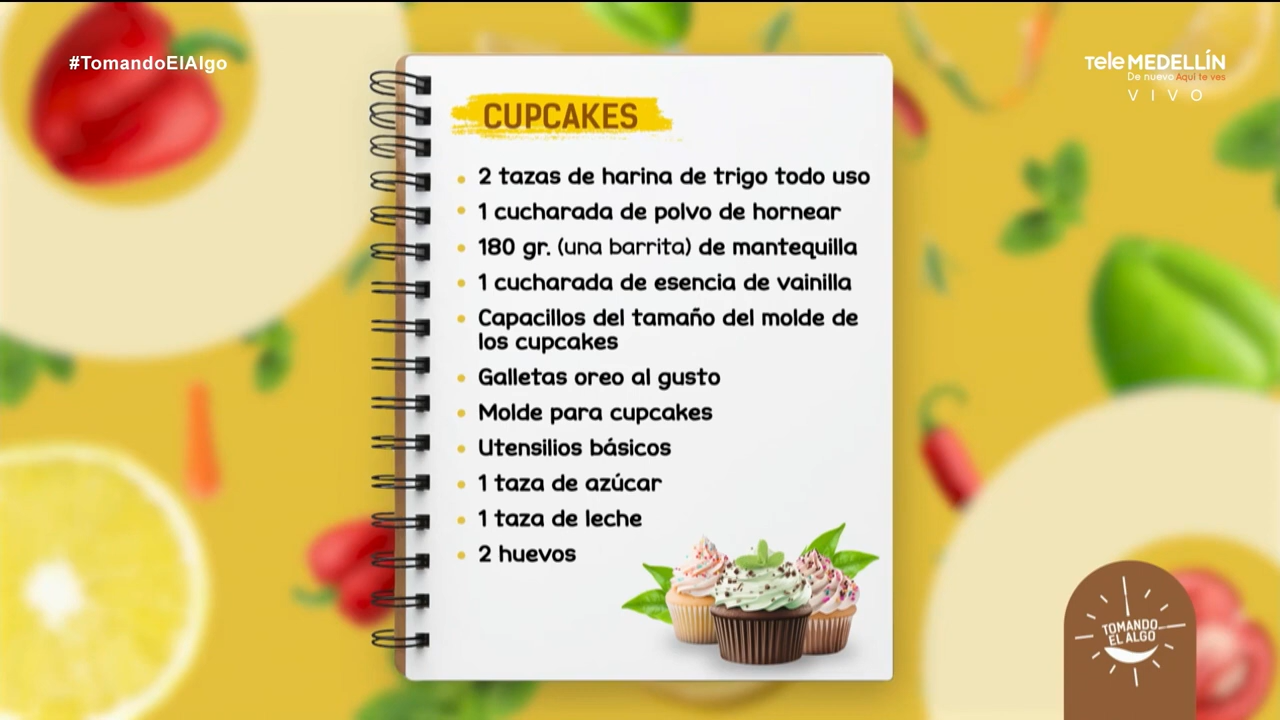 #TomandoElAlgo
Tele MEDELLÍN
De nuevo Aquí te ves
VIVO
CUPCAKES
2 tazas de harina de trigo todo uso
1 cucharada de polvo de hornear
180 gr. (una barrita) de mantequilla
1 cucharada de esencia de vainilla
Capacillos del tamaño del molde de
los cupcakes
Galletas oreo al gusto
Molde para cupcakes
Utensilios básicos
1 taza de azúcar
1 taza de leche
2 huevos
TOMANDO
EL ALGO